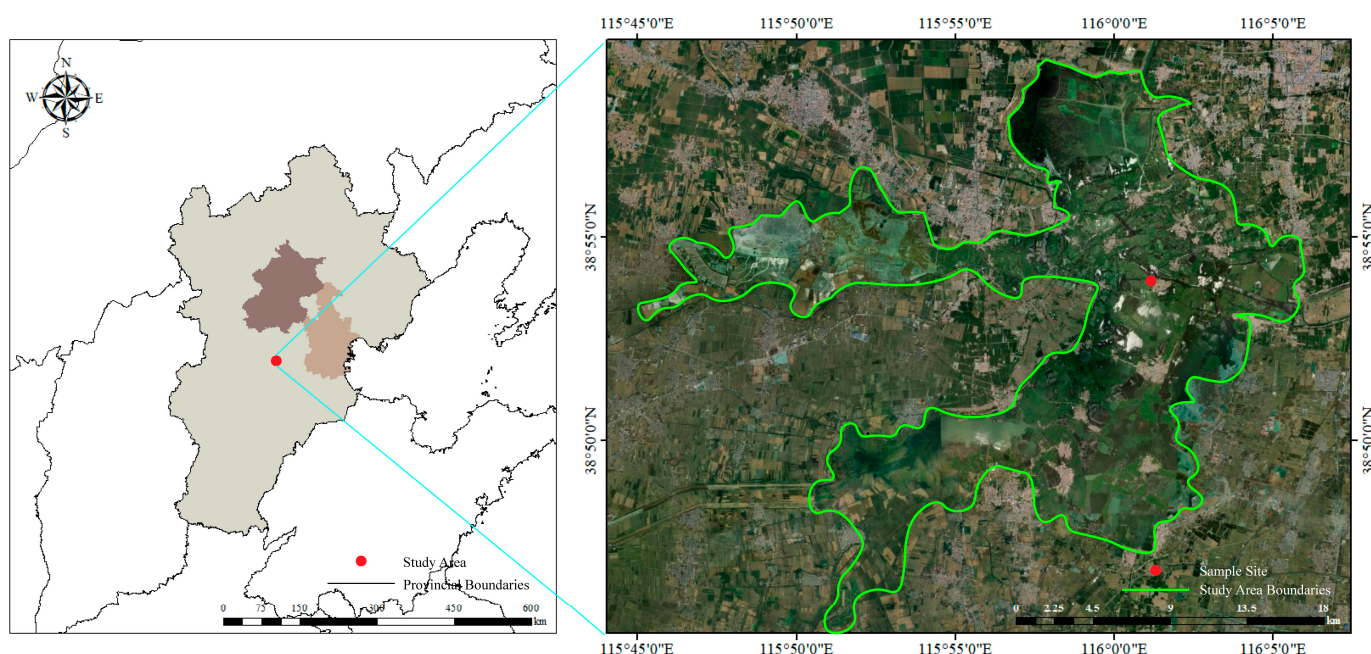 115°45'0"E 115°50'0"E 115°55'0"E 116°0'0"E 116°5'0"E
N
W E
S
38°55'0"N 38°55'0"N
38°50'0"N 38°50'0"N
Study Area
Provincial Boundaries
0 75 150 300 450 600
km
Sample Site
Study Area Boundaries
0 2.25 4.5 9 13.5 18
km
115°45'0"E 115°50'0"E 115°55'0"E 116°0'0"E 116°5'0"E